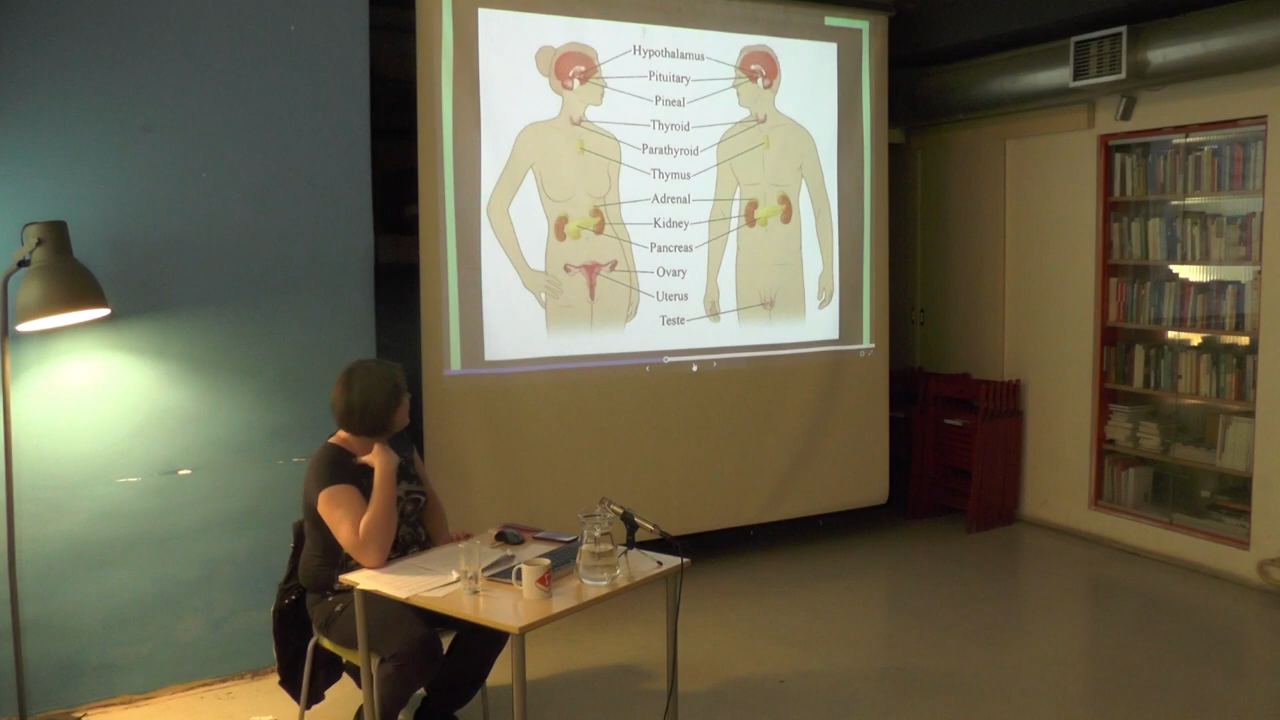 Hypothalamus
Pituitary
Pineal
Thyroid
Parathyroid
Thymus
Adrenal
Kidney
Pancreas
Ovary
Uterus
Teste